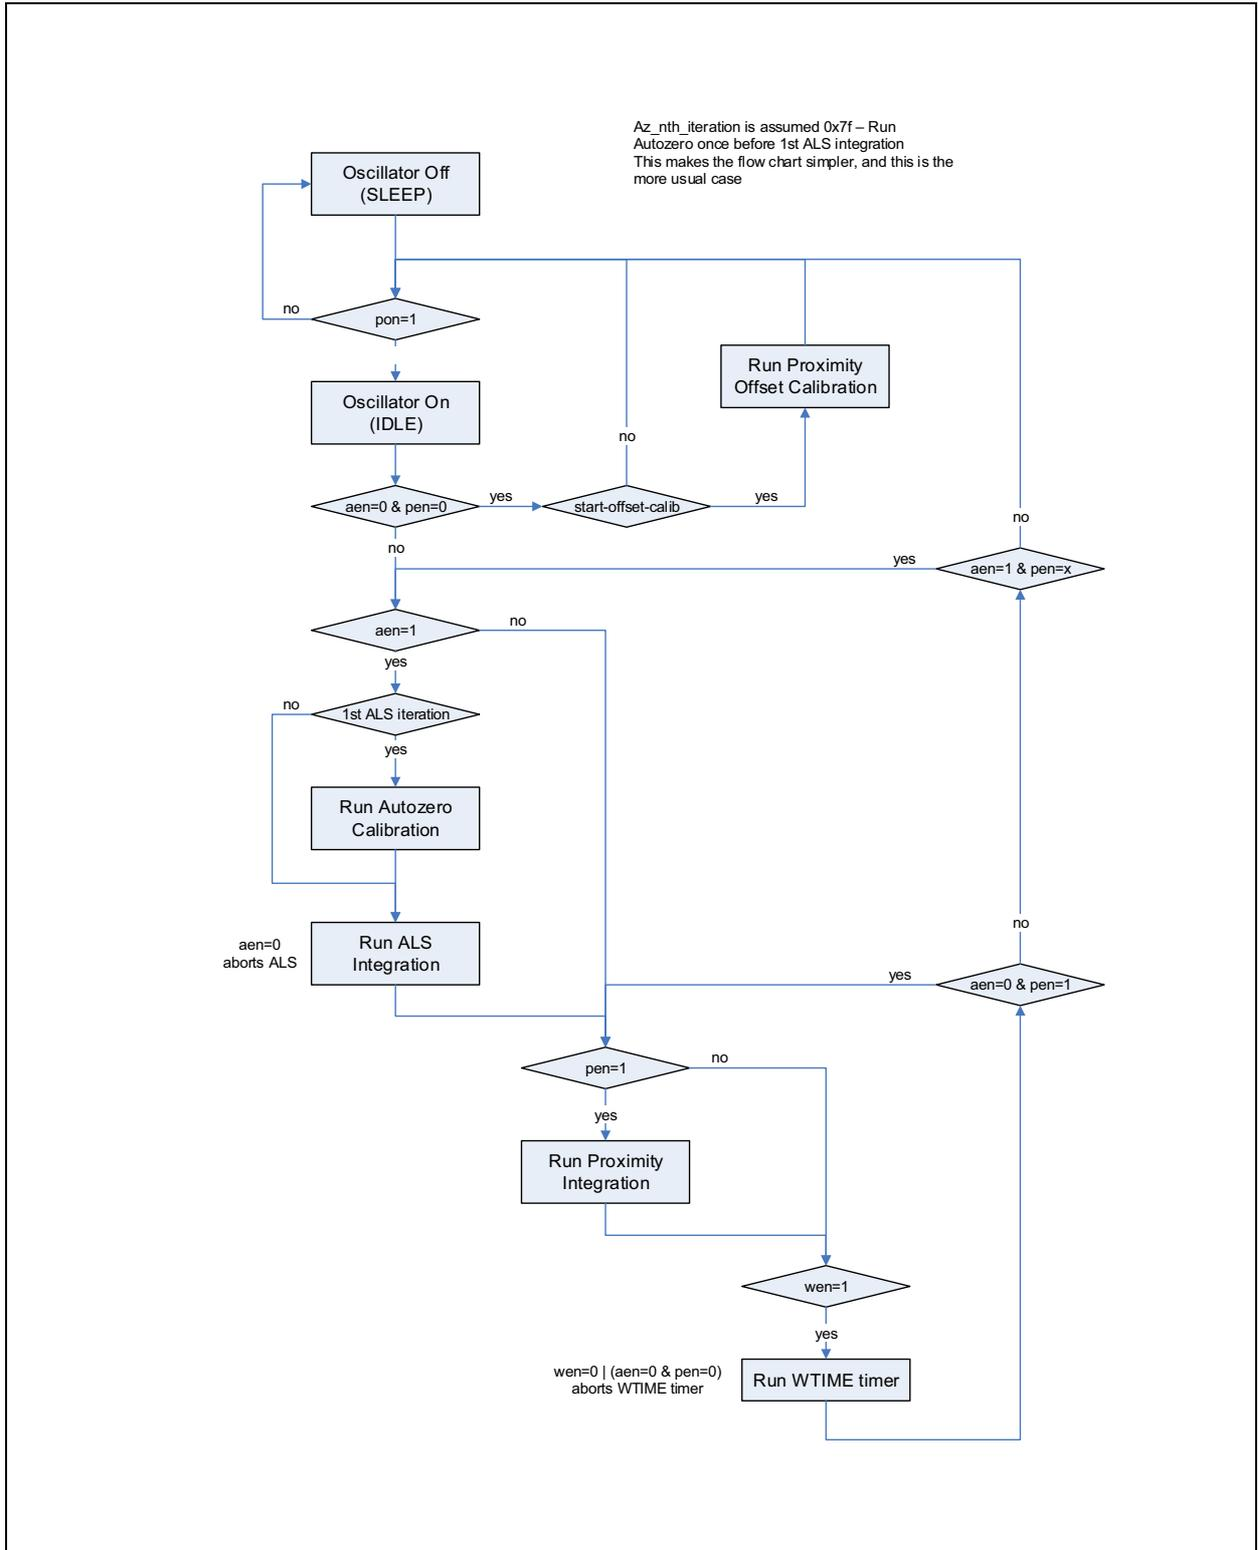 Az_nth_iteration is assumed 0x7f – Run
Autozero once before 1st ALS integration
This makes the flow chart simpler, and this is the
more usual case
Oscillator Off
(SLEEP)
no
pon=1
Run Proximity
Offset Calibration
Oscillator On
(IDLE)
no
aen=0 & pen=0
yes
start-offset-calib
yes
no
no
yes
aen=1 & pen=x
aen=1
no
yes
no
1st ALS iteration
yes
Run Autozero
Calibration
no
aen=0
aborts ALS
Run ALS
Integration
yes
aen=0 & pen=1
pen=1
no
yes
Run Proximity
Integration
wen=1
yes
wen=0 | (aen=0 & pen=0)
aborts WTIME timer
Run WTIME timer